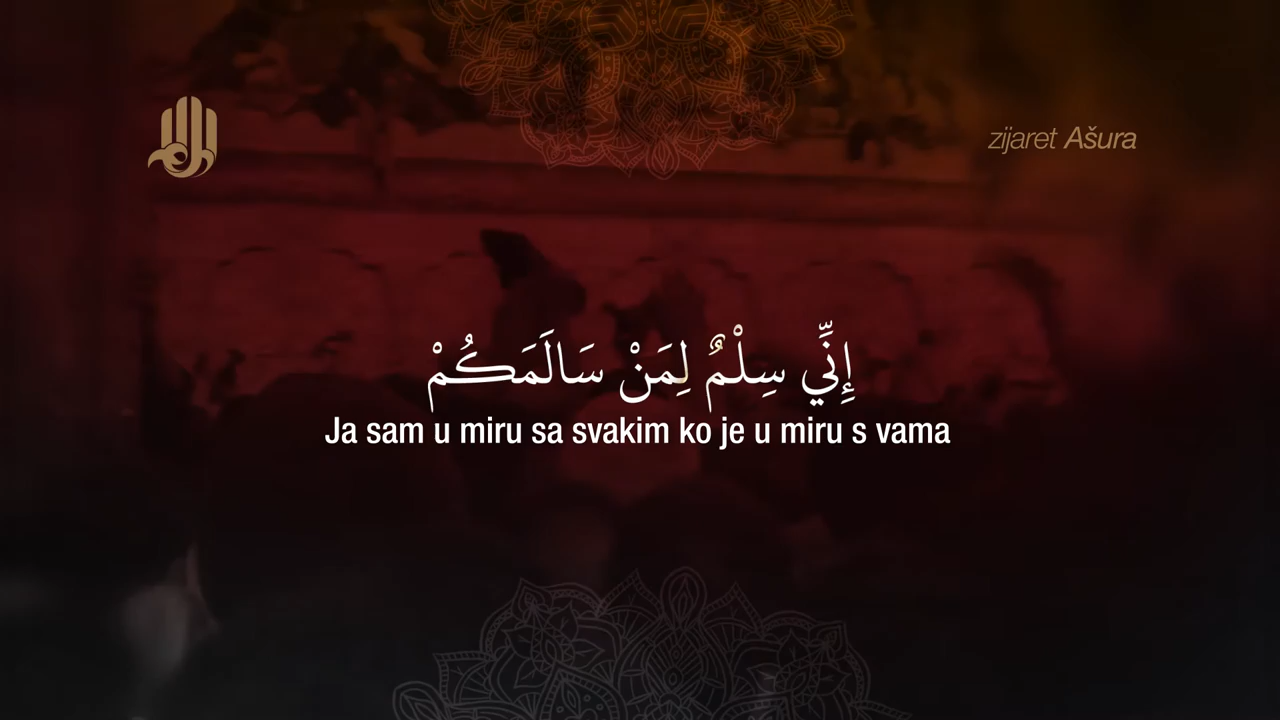 zijaret Ašura
إِنِّي سِلْمٌ لِمَنْ سَالَمَكُمْ
Ja sam u miru sa svakim ko je u miru s vama